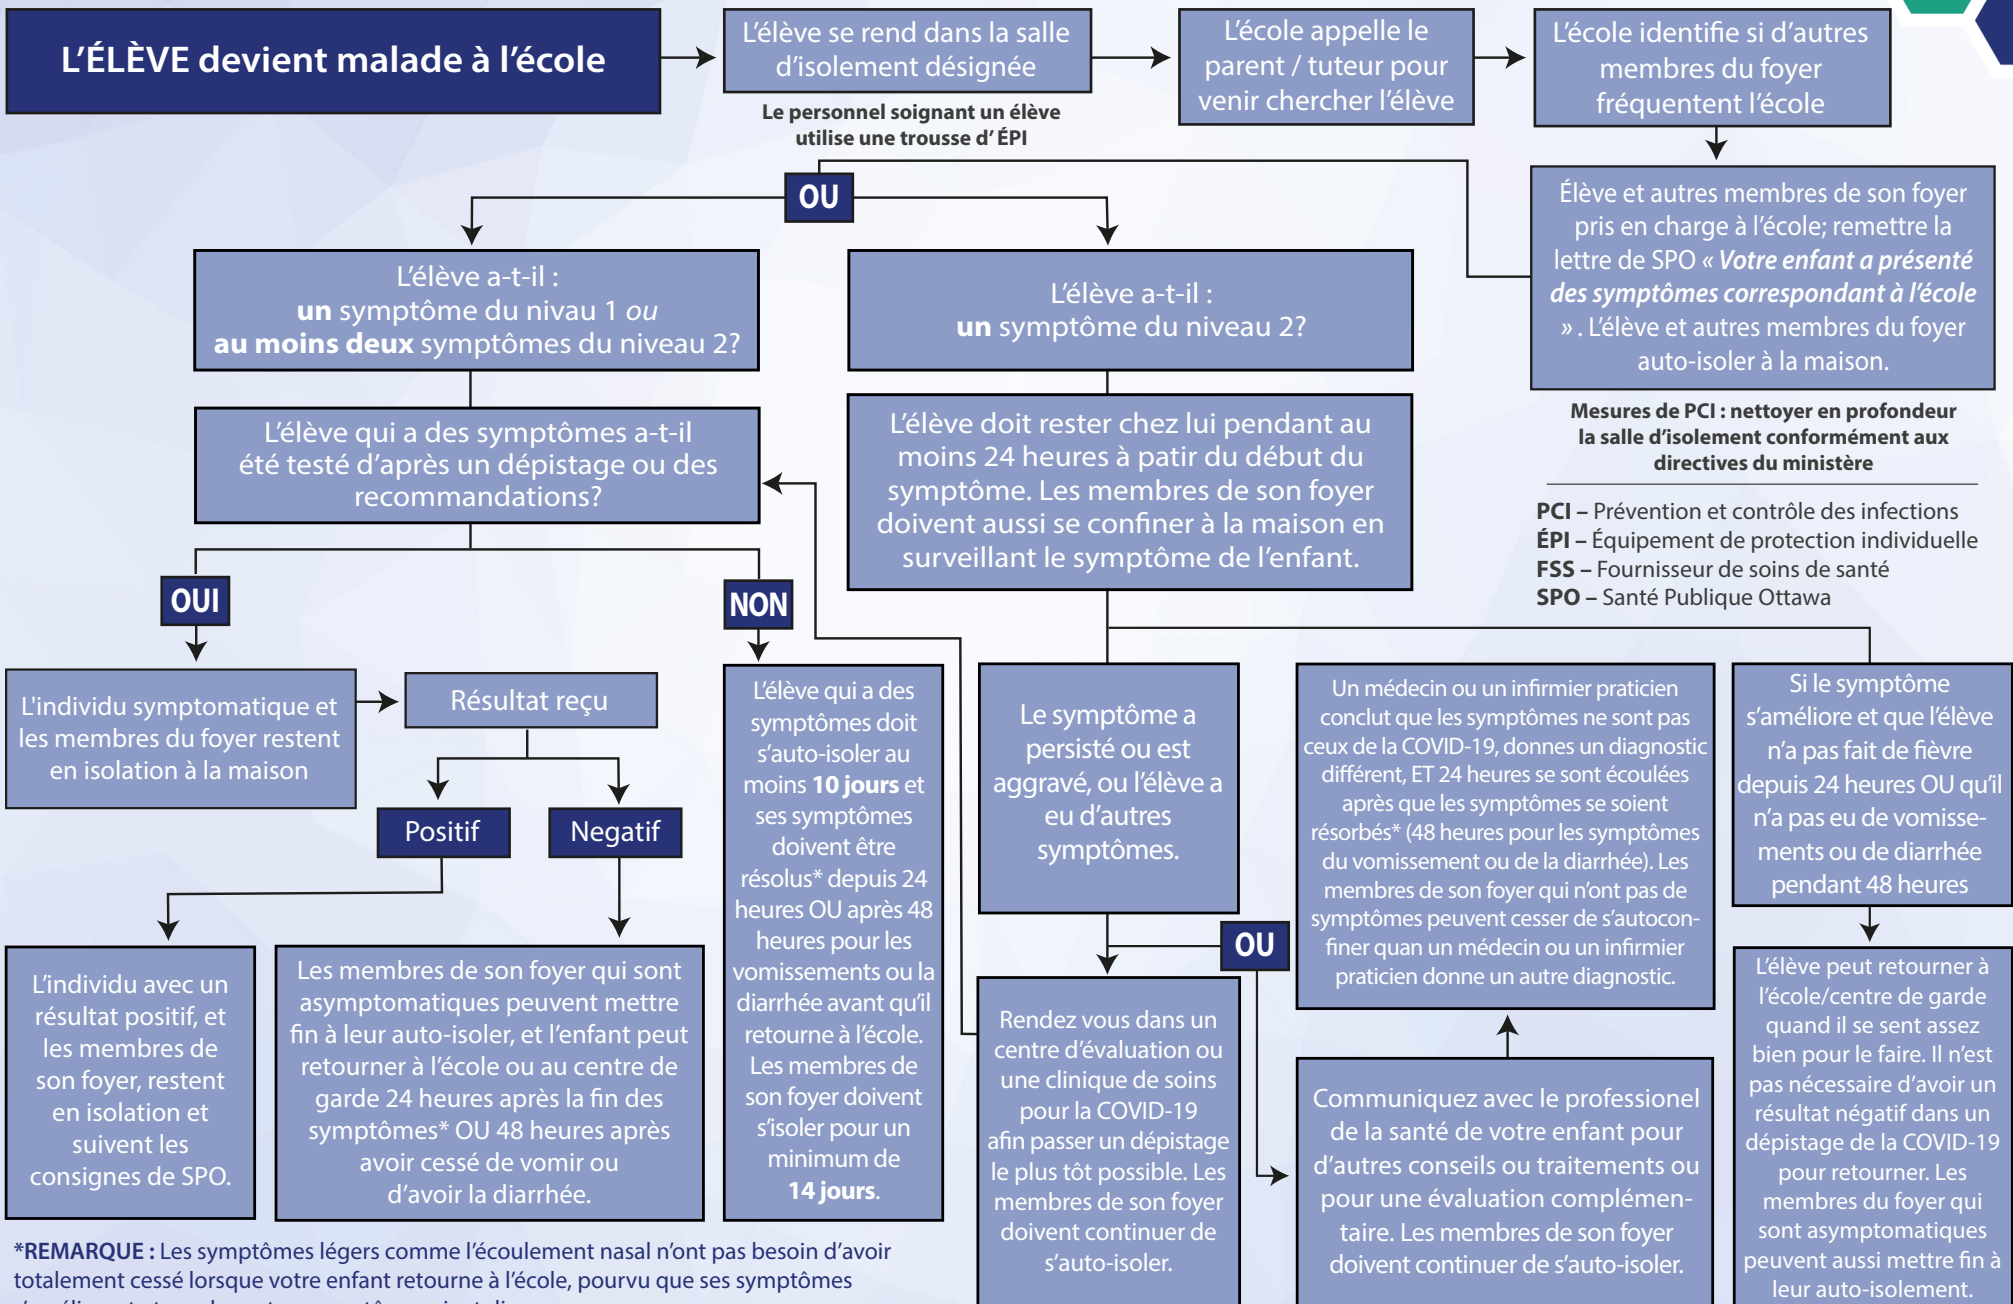 L'ÉLÈVE devient malade à l'école
L'élève se rend dans la salle
d'isolement désignée
Le personnel soignant un élève
utilise une trousse d' ÉPI
L'école appelle le
parent / tuteur pour
venir chercher l'élève
L'école identifie si d'autres
membres du foyer
fréquentent l'école
Élève et autres membres de son foyer
pris en charge à l'école; remettre la
lettre de SPO « Votre enfant a présenté
des symptômes correspondant à l'école
» . L'élève et autres membres du foyer
auto-isoler à la maison.
Mesures de PCI : nettoyer en profondeur
la salle d'isolement conformément aux
directives du ministère
PCI – Prévention et contrôle des infections
ÉPI – Équipement de protection individuelle
FSS – Fournisseur de soins de santé
SPO – Santé Publique Ottawa
OU
L'élève a-t-il :
un symptôme du nivau 1 ou
au moins deux symptômes du niveau 2?
L'élève a-t-il :
un symptôme du niveau 2?
L'élève qui a des symptômes a-t-il
été testé d'après un dépistage ou des
recommandations?
L'élève doit rester chez lui pendant au
moins 24 heures à patir du début du
symptôme. Les membres de son foyer
doivent aussi se confiner à la maison en
surveillant le symptôme de l'enfant.
OUI
NON
L'individu symptomatique et
les membres du foyer restent
en isolation à la maison
Résultat reçu
Positif
Negatif
L'individu avec un
résultat positif, et
les membres de
son foyer, restent
en isolation et
suivent les
consignes de SPO.
Les membres de son foyer qui sont
asymptomatiques peuvent mettre
fin à leur auto-isoler, et l'enfant peut
retourner à l'école ou au centre de
garde 24 heures après la fin des
symptômes* OU 48 heures après
avoir cessé de vomir ou
d'avoir la diarrhée.
L'élève qui a des
symptômes doit
s'auto-isoler au
moins 10 jours et
ses symptômes
doivent être
résolus* depuis 24
heures OU après 48
heures pour les
vomissements ou la
diarrhée avant qu'il
retourne à l'école.
Les membres de
son foyer doivent
s'isoler pour un
minimum de
14 jours.
Le symptôme a
persisté ou est
aggravé, ou l'élève a
eu d'autres
symptômes.
OU
Rendez vous dans un
centre d'évaluation ou
une clinique de soins
pour la COVID-19
afin passer un dépistage
le plus tôt possible. Les
membres de son foyer
doivent continuer de
s'auto-isoler.
Un médecin ou un infirmier praticien
conclut que les symptômes ne sont pas
ceux de la COVID-19, donnes un diagnostic
différent, ET 24 heures se sont écoulées
après que les symptômes se soient
résorbés* (48 heures pour les symptômes
du vomissement ou de la diarrhée). Les
membres de son foyer qui n'ont pas de
symptômes peuvent cesser de s'autocon-
finer quan un médecin ou un infirmier
praticien donne un autre diagnostic.
Communiquez avec le professionel
de la santé de votre enfant pour
d'autres conseils ou traitements ou
pour une évaluation complémen-
taire. Les membres de son foyer
doivent continuer de s'auto-isoler.
Si le symptôme
s'améliore et que l'élève
n'a pas fait de fièvre
depuis 24 heures OU qu'il
n'a pas eu de vomisse-
ments ou de diarrhée
pendant 48 heures
L'élève peut retourner à
l'école/centre de garde
quand il se sent assez
bien pour le faire. Il n'est
pas nécessaire d'avoir un
résultat négatif dans un
dépistage de la COVID-19
pour retourner. Les
membres du foyer qui
sont asymptomatiques
peuvent aussi mettre fin à
leur auto-isolement.
*REMARQUE : Les symptômes légers comme l'écoulement nasal n'ont pas besoin d'avoir
totalement cessé lorsque votre enfant retourne à l'école, pourvu que ses symptômes